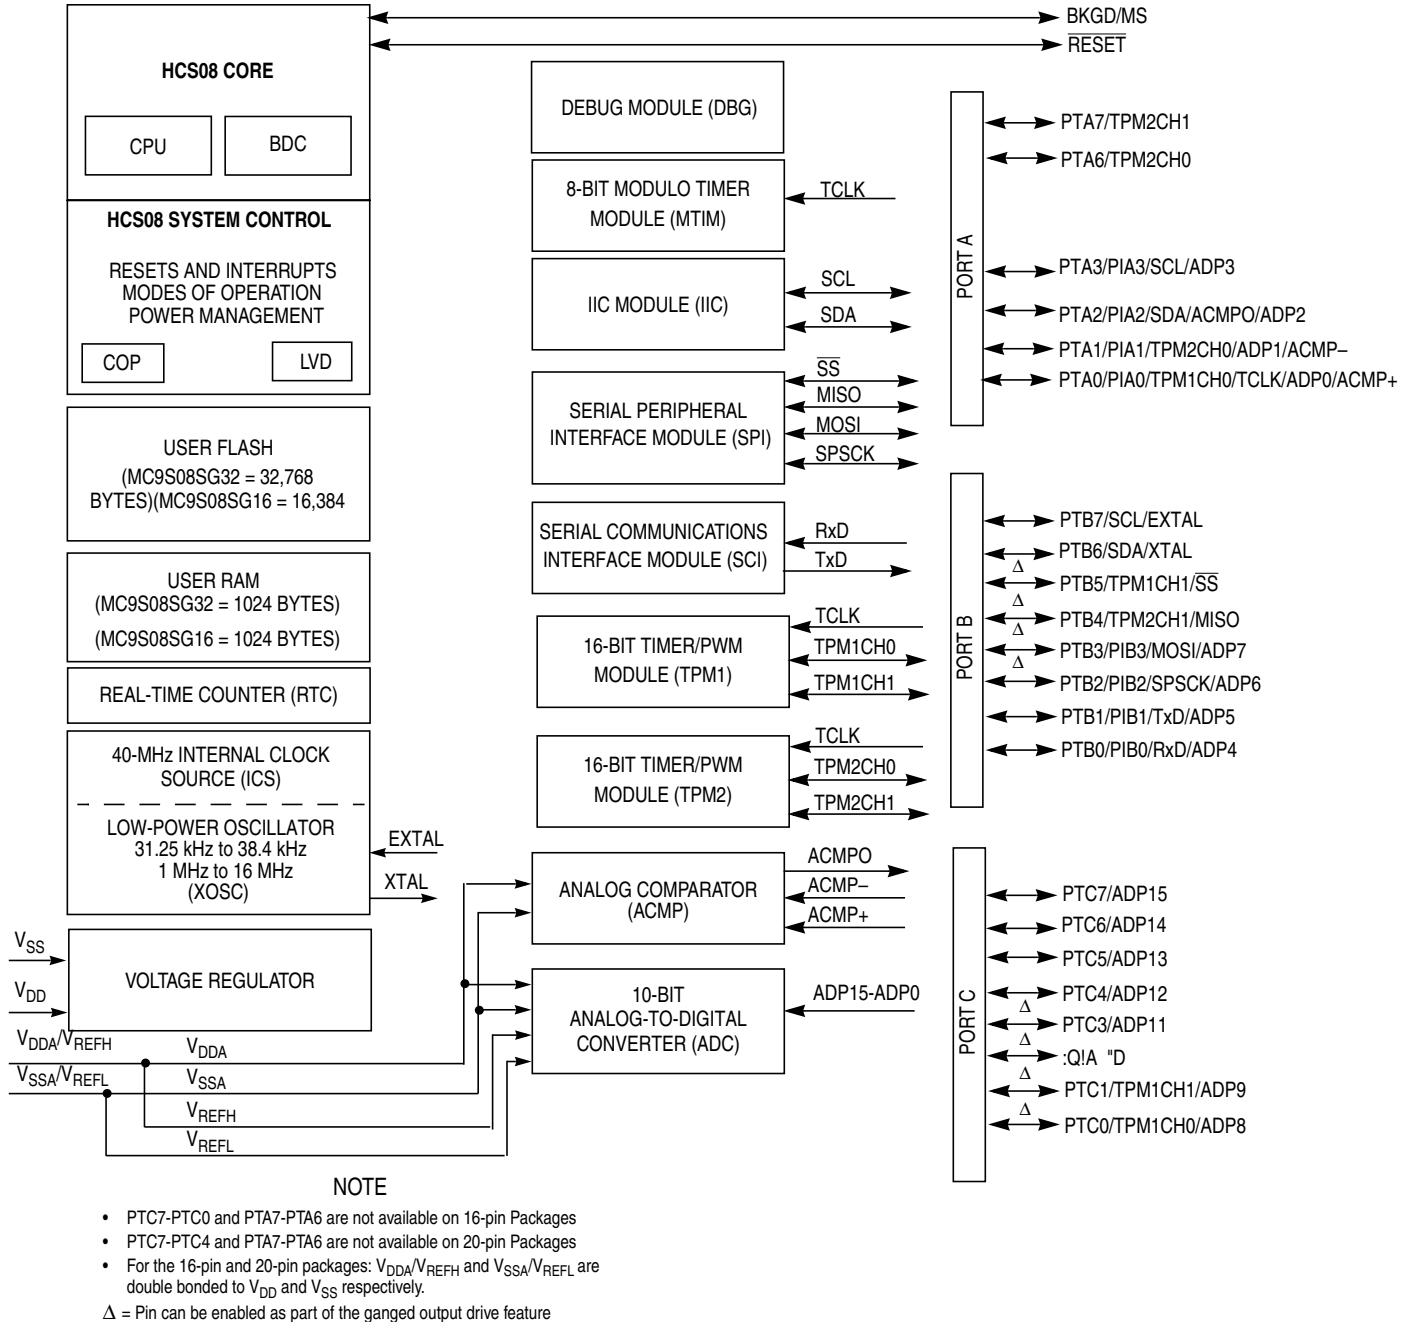 BKGD/MS
RESET
HCS08 CORE
CPU
BDC
HCS08 SYSTEM CONTROL
RESETS AND INTERRUPTS
MODES OF OPERATION
POWER MANAGEMENT
COP
LVD
USER FLASH
(MC9S08SG32 = 32,768
BYTES)(MC9S08SG16 = 16,384
USER RAM
(MC9S08SG32 = 1024 BYTES)
(MC9S08SG16 = 1024 BYTES)
REAL-TIME COUNTER (RTC)
40-MHz INTERNAL CLOCK
SOURCE (ICS)
LOW-POWER OSCILLATOR
31.25 kHz to 38.4 kHz
1 MHz to 16 MHz
(XOSC)
EXTAL
XTAL
VSS
VDD
VOLTAGE REGULATOR
VDDA/VREFH
VDDA
VSSA/VREFL
VSSA
VREFH
VREFL
DEBUG MODULE (DBG)
8-BIT MODULO TIMER
MODULE (MTIM)
TCLK
IIC MODULE (IIC)
SCL
SDA
SERIAL PERIPHERAL
INTERFACE MODULE (SPI)
SS
MISO
MOSI
SPSCK
SERIAL COMMUNICATIONS
INTERFACE MODULE (SCI)
RxD
TxD
16-BIT TIMER/PWM
MODULE (TPM1)
TCLK
TPM1CH0
TPM1CH1
16-BIT TIMER/PWM
MODULE (TPM2)
TCLK
TPM2CH0
TPM2CH1
ANALOG COMPARATOR
(ACMP)
ACMPO
ACMP–
ACMP+
10-BIT
ANALOG-TO-DIGITAL
CONVERTER (ADC)
ADP15-ADP0
PORT A
PTA7/TPM2CH1
PTA6/TPM2CH0
PTA3/PIA3/SCL/ADP3
PTA2/PIA2/SDA/ACMPO/ADP2
PTA1/PIA1/TPM2CH0/ADP1/ACMP–
PTA0/PIA0/TPM1CH0/TCLK/ADP0/ACMP+
PORT B
PTB7/SCL/EXTAL
PTB6/SDA/XTAL
Δ
PTB5/TPM1CH1/SS
Δ
PTB4/TPM2CH1/MISO
Δ
PTB3/PIB3/MOSI/ADP7
Δ
PTB2/PIB2/SPSCK/ADP6
PTB1/PIB1/TxD/ADP5
PTB0/PIB0/RxD/ADP4
PORT C
PTC7/ADP15
PTC6/ADP14
PTC5/ADP13
PTC4/ADP12
Δ
PTC3/ADP11
Δ
:Q!A "D
Δ
PTC1/TPM1CH1/ADP9
Δ
PTC0/TPM1CH0/ADP8
NOTE
• PTC7-PTC0 and PTA7-PTA6 are not available on 16-pin Packages
• PTC7-PTC4 and PTA7-PTA6 are not available on 20-pin Packages
• For the 16-pin and 20-pin packages: VDDA/VREFH and VSSA/VREFL are
double bonded to VDD and VSS respectively.
Δ = Pin can be enabled as part of the ganged output drive feature